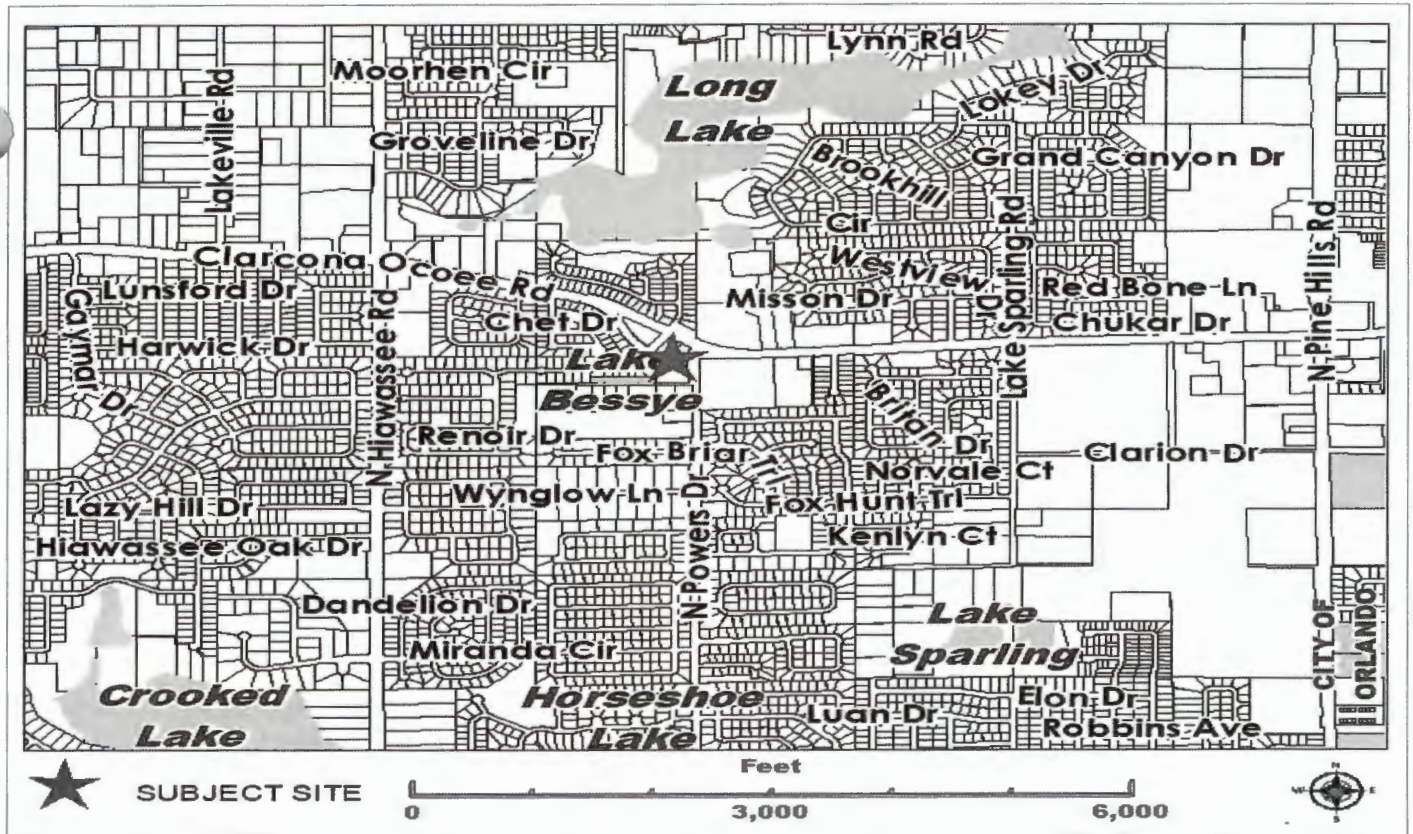 Lynn Rd
Moorhen Cir
Long
Lake
Lokey Dr
Lakeville Rd
Groveline Dr
Brookhill
Cir
Grand Canyon Dr
Clarcona Ocoee Rd
Lunsford Dr
Westview
Dr
Misson Dr
Lake Sparling Rd
Red Bone Ln
Chukar Dr
N Pine Hills Rd
Gaymar
Dr
Harwick Dr
N Hiawassee Rd
Chet Dr
Lake
Bessye
Renoir Dr
Fox Briar
Trl
Britan Dr
Norvale Ct
Clarion Dr
Lazy Hill Dr
Wynglow Ln
N Powers Dr
Fox Hunt Trl
Hiawassee Oak Dr
Kenlyn Ct
Dandelion Dr
Miranda Cir
Lake
Sparling
CITY OF
ORLANDO
Crooked
Lake
Horseshoe
Lake
Luan Dr
Elon Dr
Robbins Ave
SUBJECT SITE
Feet
0 3,000 6,000
N
W E
S